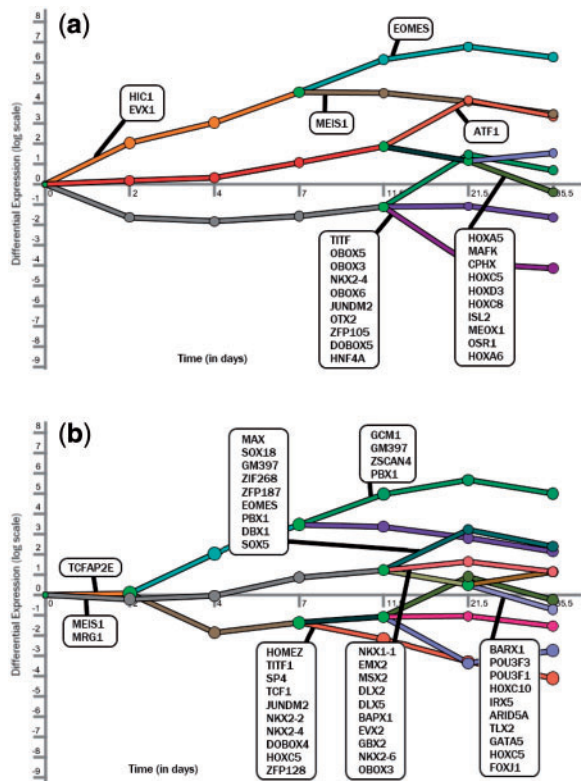 (a)
8
7
6
5
4
3
2
1
0
-1
-2
-3
-4
-5
-6
-7
-8
-9
Differential Expression (log scale)
EOMES
HIC1
EVX1
MEIS1
ATF1
0
2
4
7
11.5
21.5
35.5
TITF
OBOX5
OBOX3
NKX2-4
OBOX6
JUNDM2
OTX2
ZFP105
DOBOX5
HNF4A
HOXA5
MAFK
CPHX
HOXC5
HOXD3
HOXC8
ISL2
MEOX1
OSR1
HOXA6
Time (in days)
(b)
8
7
6
5
4
3
2
1
0
-1
-2
-3
-4
-5
-6
-7
-8
-9
Differential Expression (log scale)
MAX
SOX18
GM397
ZIF268
ZFP187
EOMES
PBX1
DBX1
SOX5
GCM1
GM397
ZSCAN4
PBX1
TCFAP2E
MEIS1
MRG1
0
2
4
7
21.5
35.5
HOMEZ
TITF1
SP4
TCF1
JUNDM2
NKX2-2
NKX2-4
DOBOX4
HOXC5
ZFP128
NKX1-1
EMX2
MSX2
DLX2
DLX5
BAPX1
EVX2
GBX2
NKX2-6
OBOX3
BARX1
POU3F3
POU3F1
HOXC10
IRX5
ARID5A
TLX2
GATA5
HOXC5
FOXJ1
Time (in days)